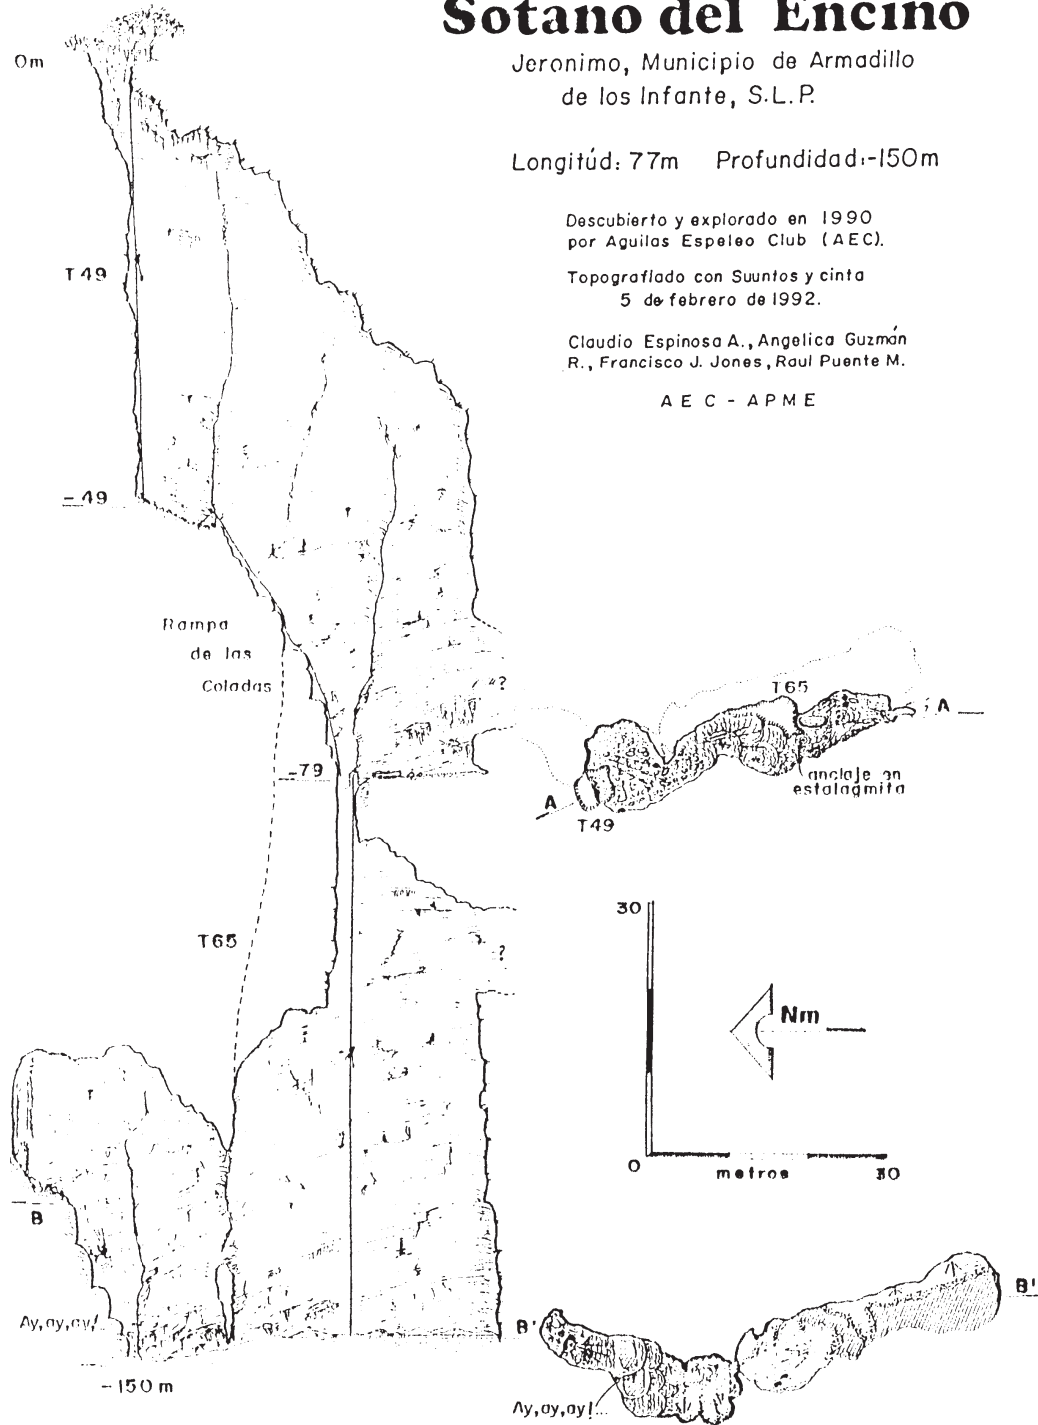 Sotano del Encino
Jeronimo, Municipio de Armadillo
de los Infante, S.L.P.
Longitúd: 77m Profundidad:-150m
Descubierto y explorado en 1990
por Aguilas Espeleo Club (AEC).
Topografiado con Suuntos y cinta
5 de febrero de 1992.
Claudio Espinosa A., Angelica Guzmán
R., Francisco J. Jones, Raul Puente M.
AEC - APME
0m
T49
-49
Rampa
de las
Coladas
?
-79
T65
?
B
Ay, ay, ay!
-150 m
T65
A
anclaje en
estalagmita
A
T49
30
Nm
0 metros 30
B'
B'
Ay, ay, ay!...